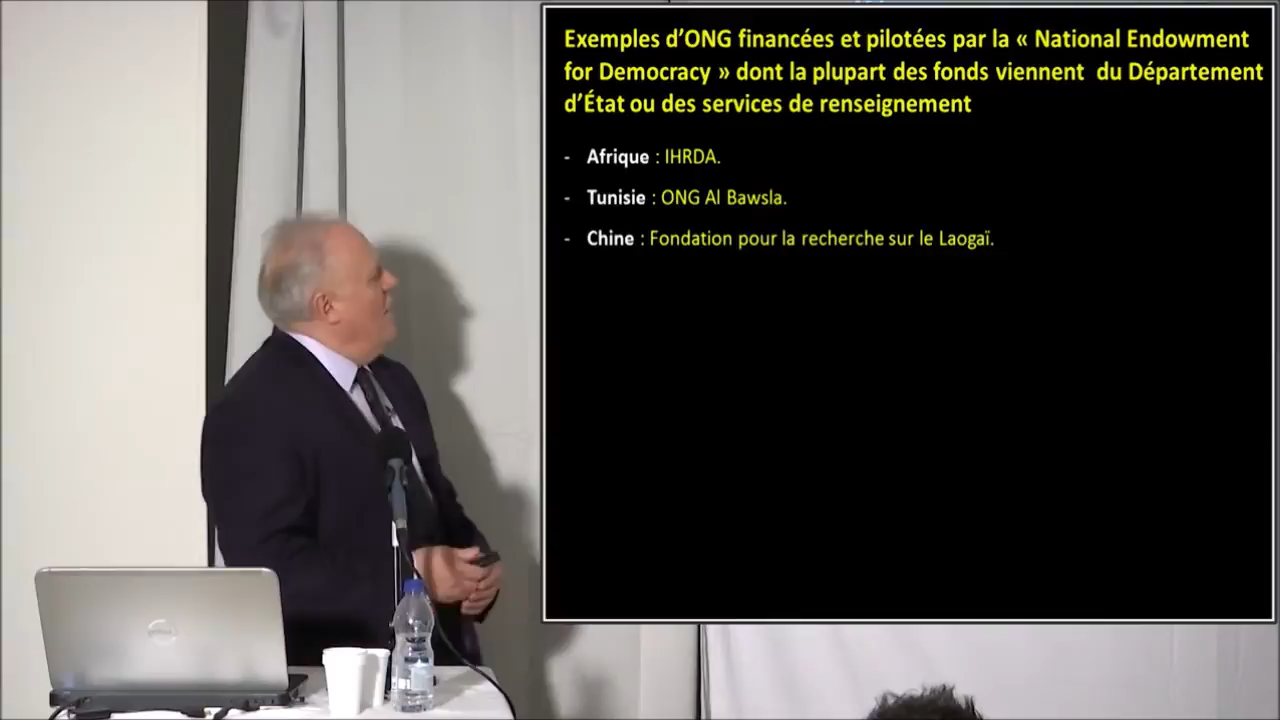 Exemples d’ONG financées et pilotées par la « National Endowment
for Democracy » dont la plupart des fonds viennent du Département
d’État ou des services de renseignement
- Afrique : IHRDA.
- Tunisie : ONG Al Bawsla.
- Chine : Fondation pour la recherche sur le Laogaï.
DELL